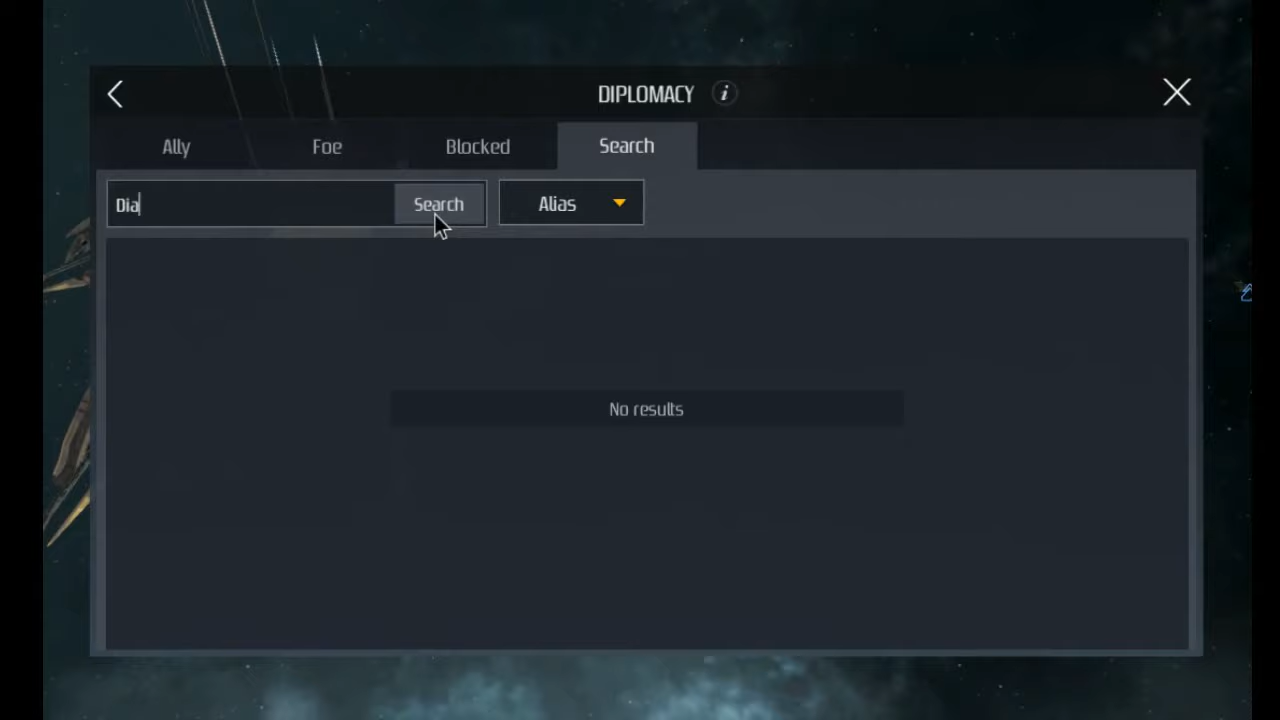 DIPLOMACY i
Ally Foe Blocked Search
Dia Search Alias
No results